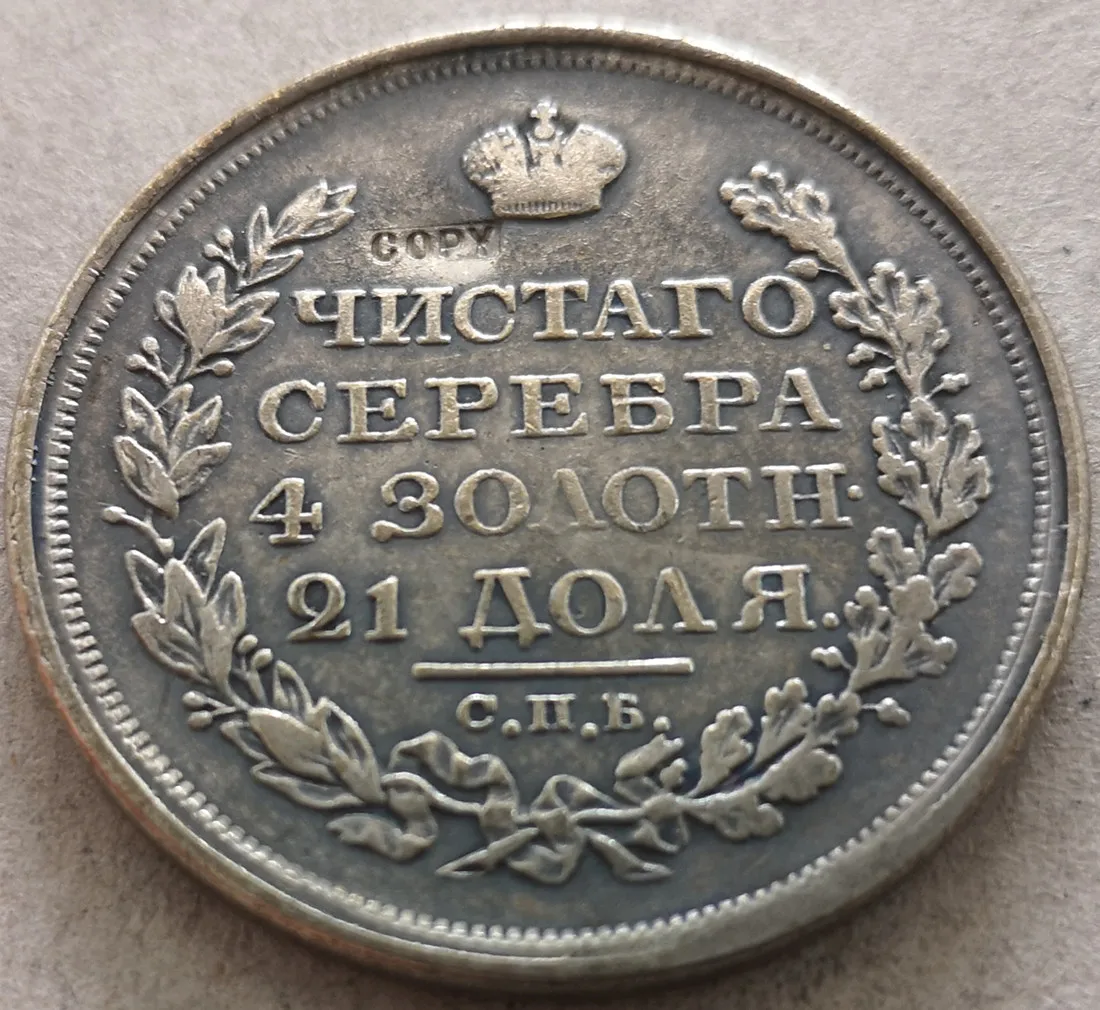 COPY
ЧИСТАГО
СЕРЕБРА
4 ЗОЛОТН.
21 ДОЛЯ.
С.П.Б.